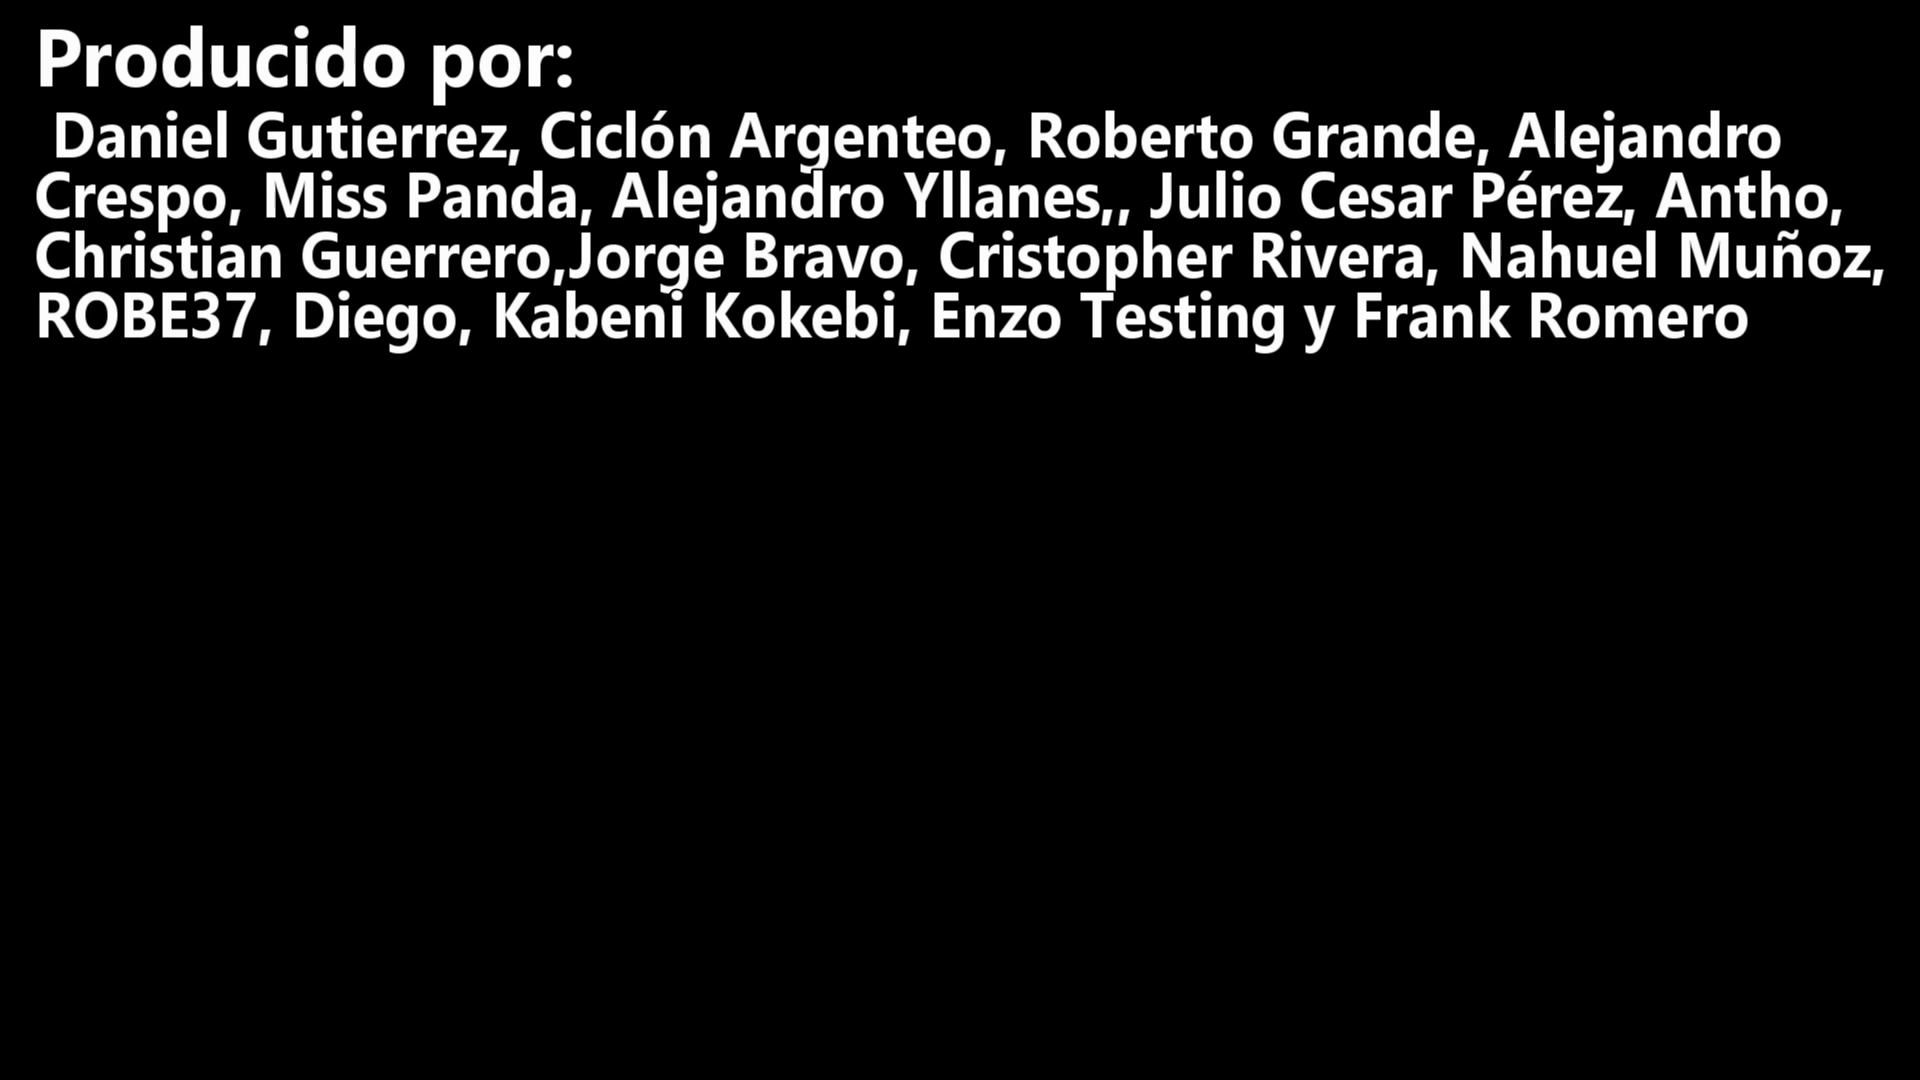 Producido por:
Daniel Gutierrez, Ciclón Argenteo, Roberto Grande, Alejandro
Crespo, Miss Panda, Alejandro Yllanes,, Julio Cesar Pérez, Antho,
Christian Guerrero,Jorge Bravo, Cristopher Rivera, Nahuel Muñoz,
ROBE37, Diego, Kabeni Kokebi, Enzo Testing y Frank Romero